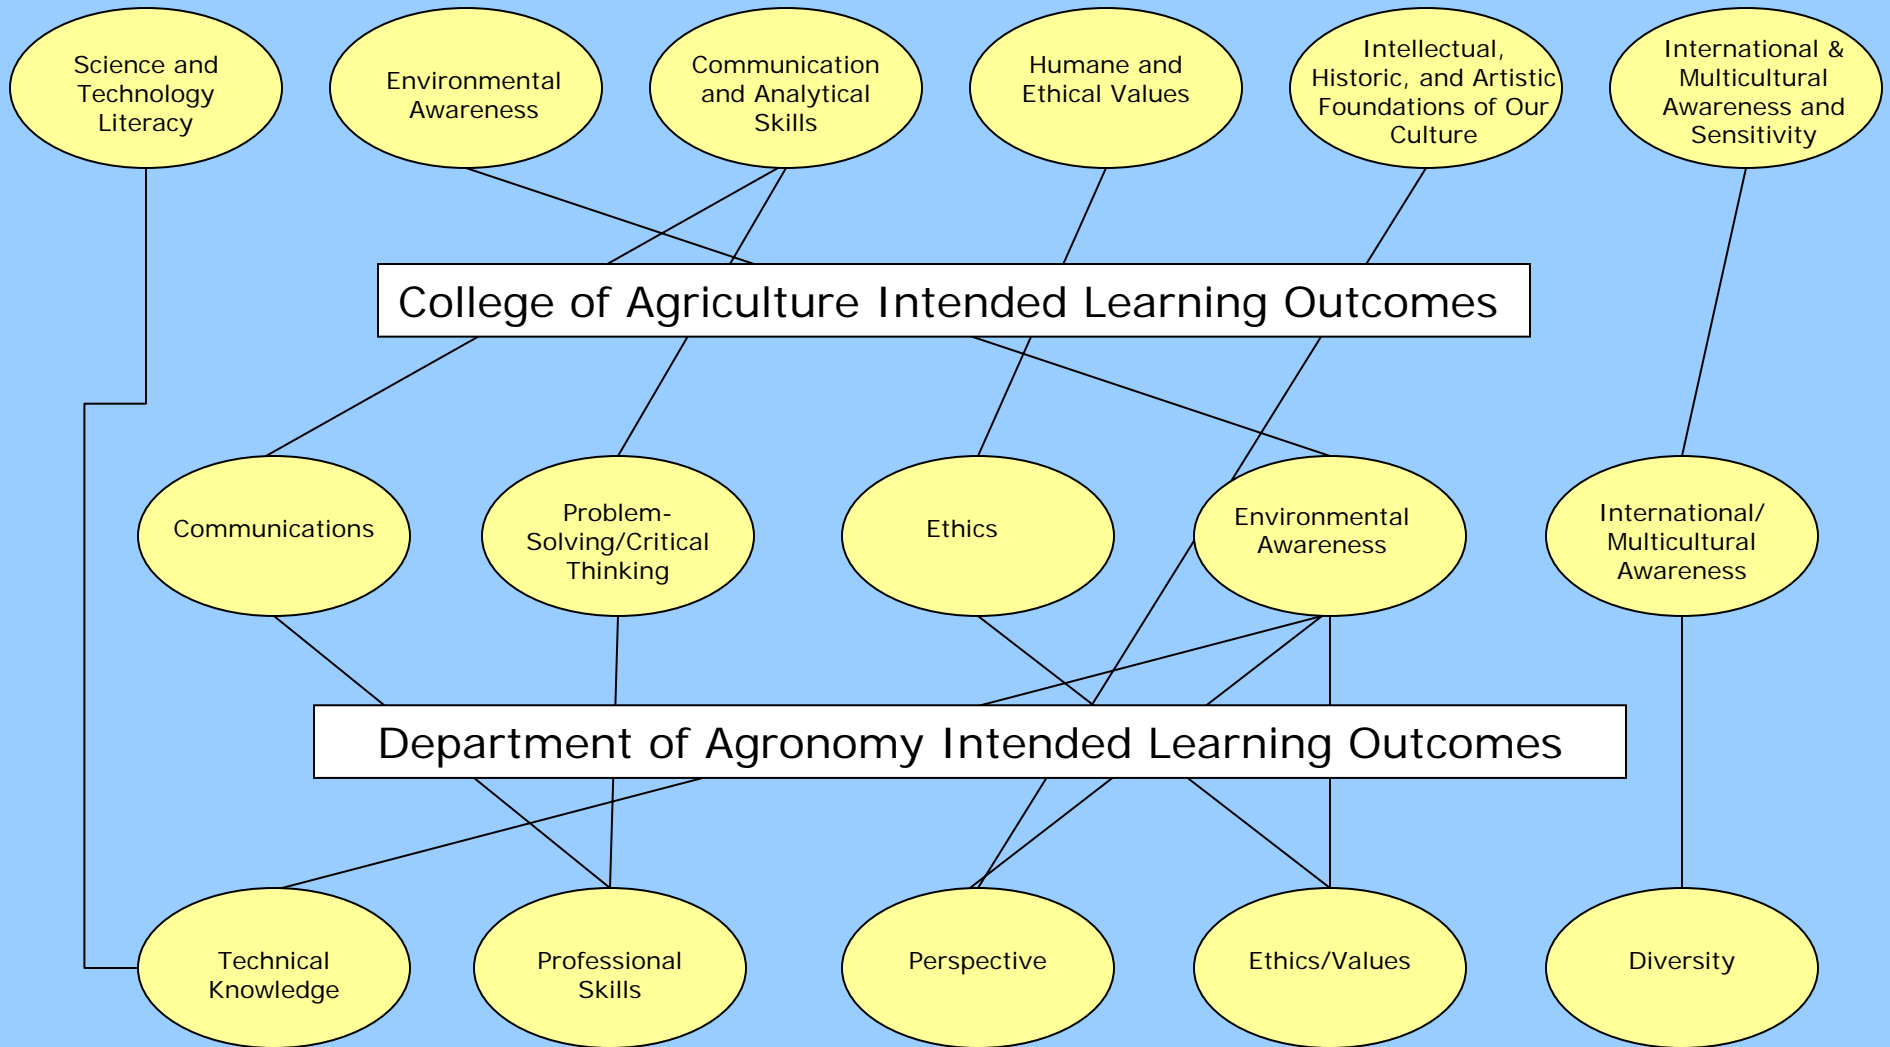 Science and
Technology
Literacy
Environmental
Awareness
Communication
and Analytical
Skills
Humane and
Ethical Values
Intellectual,
Historic, and Artistic
Foundations of Our
Culture
International &
Multicultural
Awareness and
Sensitivity
College of Agriculture Intended Learning Outcomes
Communications
Problem-
Solving/Critical
Thinking
Ethics
Environmental
Awareness
International/
Multicultural
Awareness
Department of Agronomy Intended Learning Outcomes
Technical
Knowledge
Professional
Skills
Perspective
Ethics/Values
Diversity